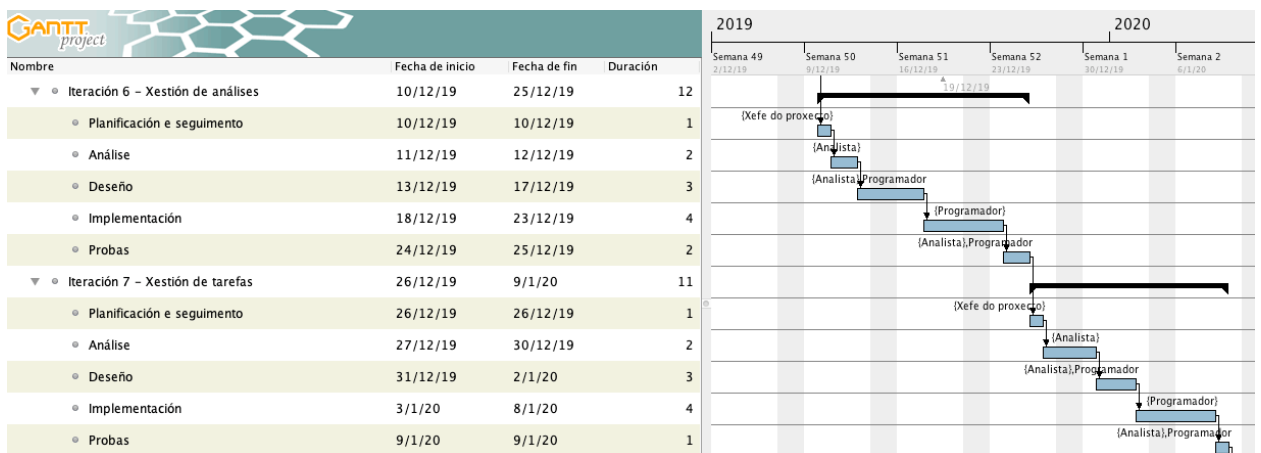 GANTT
project
2019 2020
Semana 49 Semana 50 Semana 51 Semana 52 Semana 1 Semana 2
2/12/19 9/12/19 16/12/19 23/12/19 30/12/19 6/1/20
Nombre Fecha de inicio Fecha de fin Duración
19/12/19
Iteración 6 - Xestión de análises 10/12/19 25/12/19 12
{Xefe do proxecto}
Planificación e seguimento 10/12/19 10/12/19 1
{Analista}
Análise 11/12/19 12/12/19 2
{Analista},Programador
Deseño 13/12/19 17/12/19 3
{Programador}
Implementación 18/12/19 23/12/19 4
{Analista},Programador
Probas 24/12/19 25/12/19 2
Iteración 7 - Xestión de tarefas 26/12/19 9/1/20 11
{Xefe do proxecto}
Planificación e seguimento 26/12/19 26/12/19 1
{Analista}
Análise 27/12/19 30/12/19 2
{Analista},Programador
Deseño 31/12/19 2/1/20 3
{Programador}
Implementación 3/1/20 8/1/20 4
{Analista},Programador
Probas 9/1/20 9/1/20 1